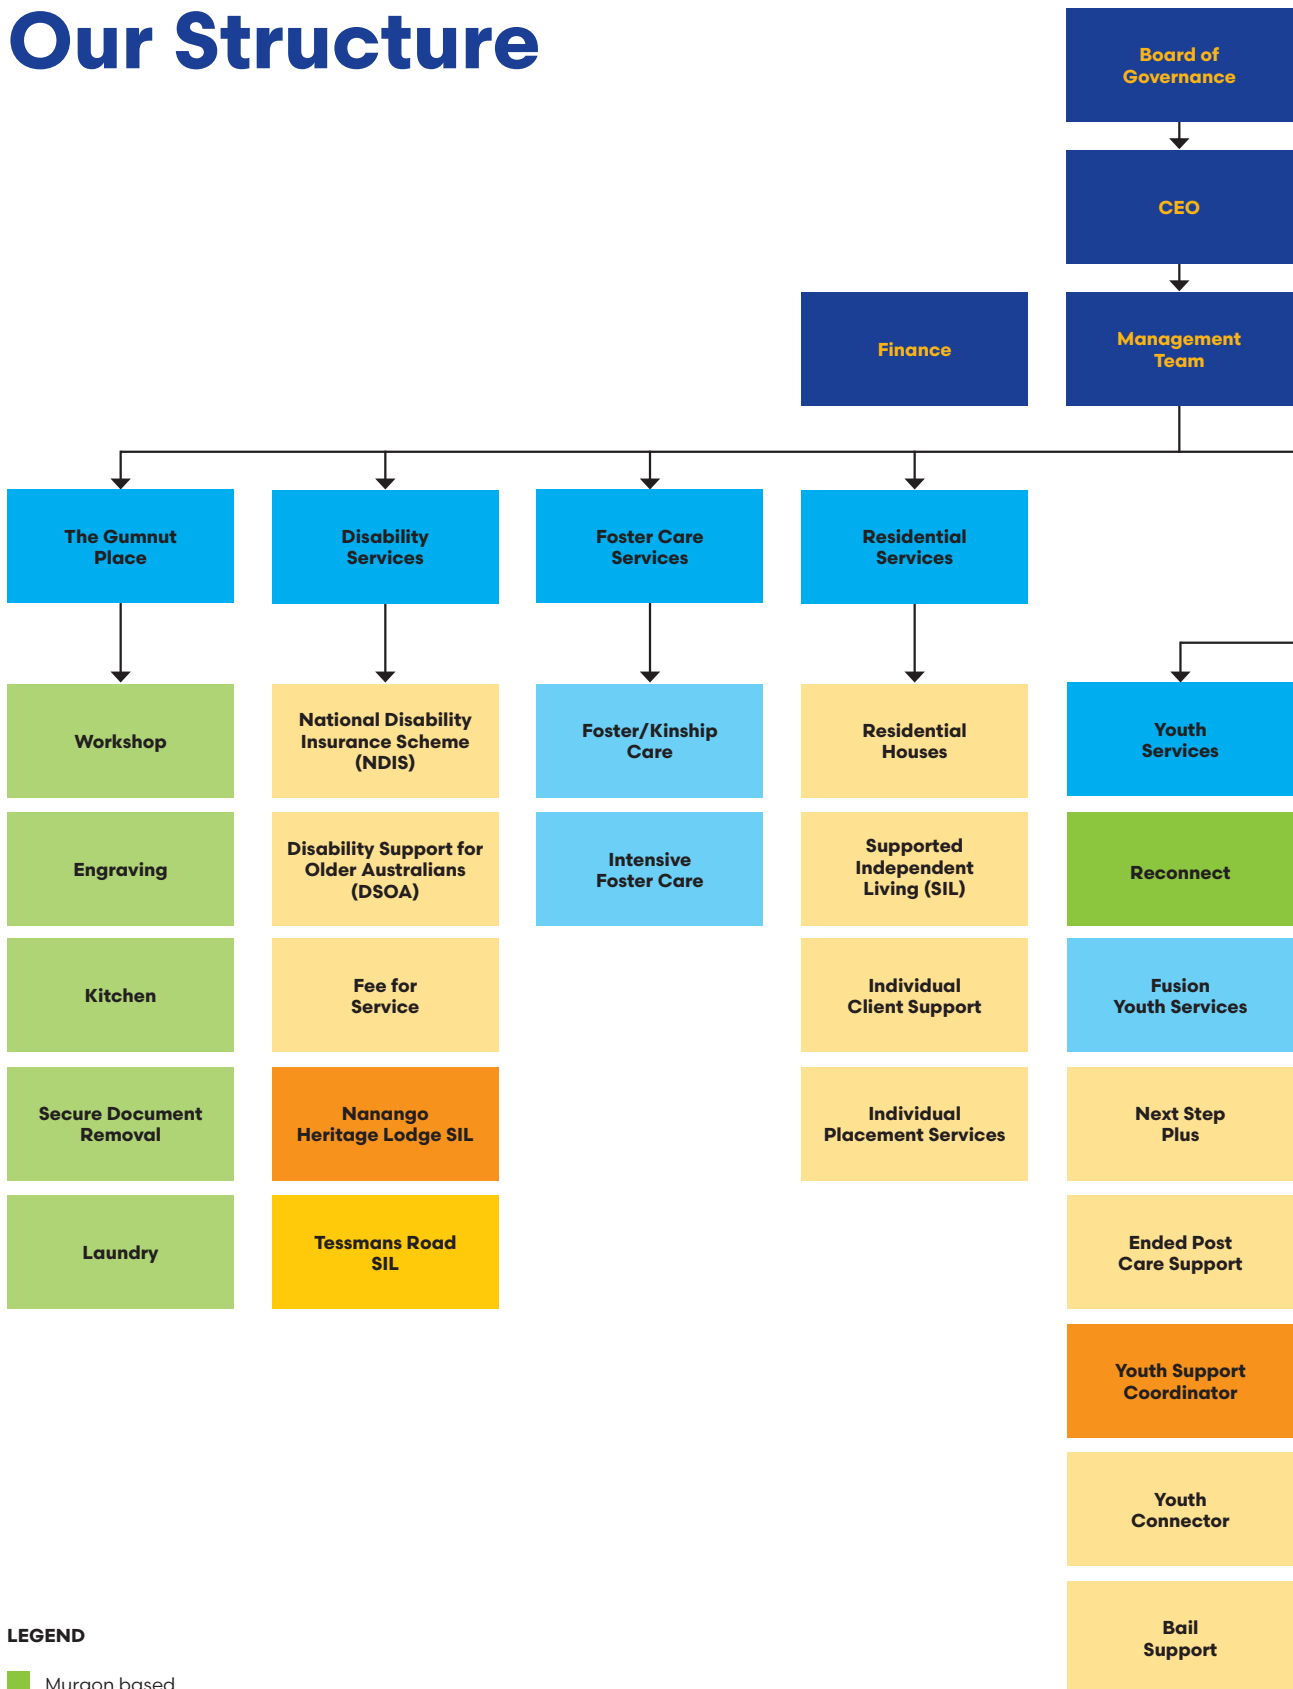 Our Structure
Board of
Governance
CEO
Finance
Management
Team
The Gumnut
Place
Disability
Services
Foster Care
Services
Residential
Services
Workshop
Engraving
Kitchen
Secure Document
Removal
Laundry
National Disability
Insurance Scheme
(NDIS)
Disability Support for
Older Australians
(DSOA)
Fee for
Service
Nanango
Heritage Lodge SIL
Tessmans Road
SIL
Foster/Kinship
Care
Intensive
Foster Care
Residential
Houses
Supported
Independent
Living (SIL)
Individual
Client Support
Individual
Placement Services
Youth
Services
Reconnect
Fusion
Youth Services
Next Step
Plus
Ended Post
Care Support
Youth Support
Coordinator
Youth
Connector
Bail
Support
LEGEND
Murgon based